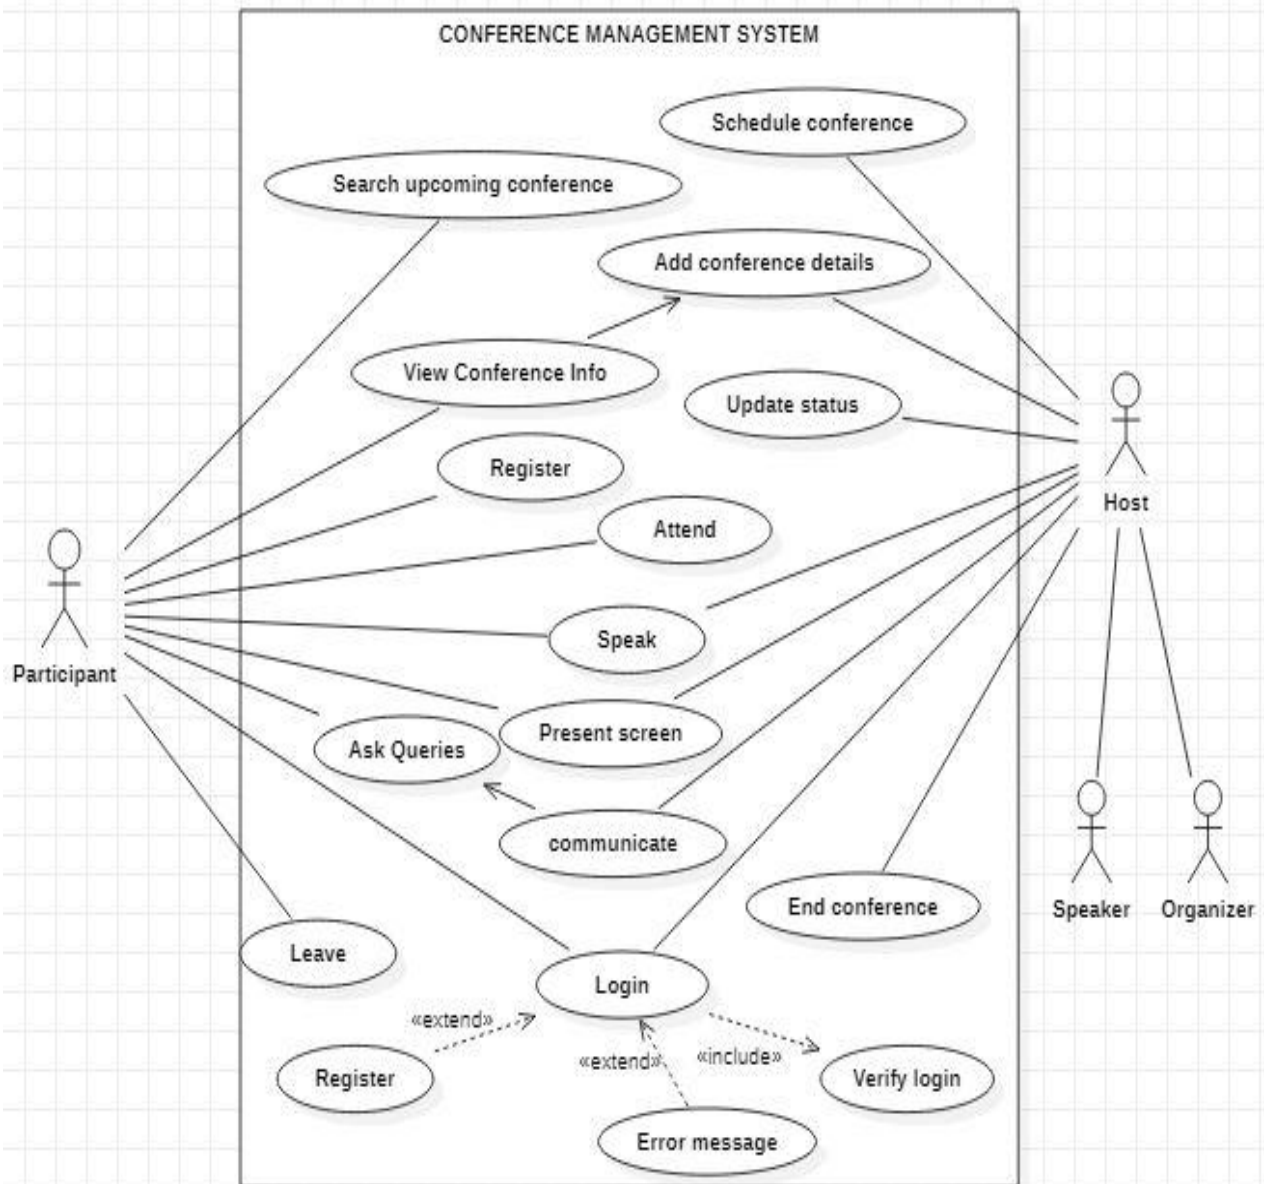 CONFERENCE MANAGEMENT SYSTEM
Schedule conference
Search upcoming conference
Add conference details
View Conference Info
Update status
Register
Host
Attend
Speak
Participant
Present screen
Ask Queries
communicate
End conference
Speaker
Organizer
Leave
Login
«extend»
«extend»
«include»
Register
Verify login
Error message